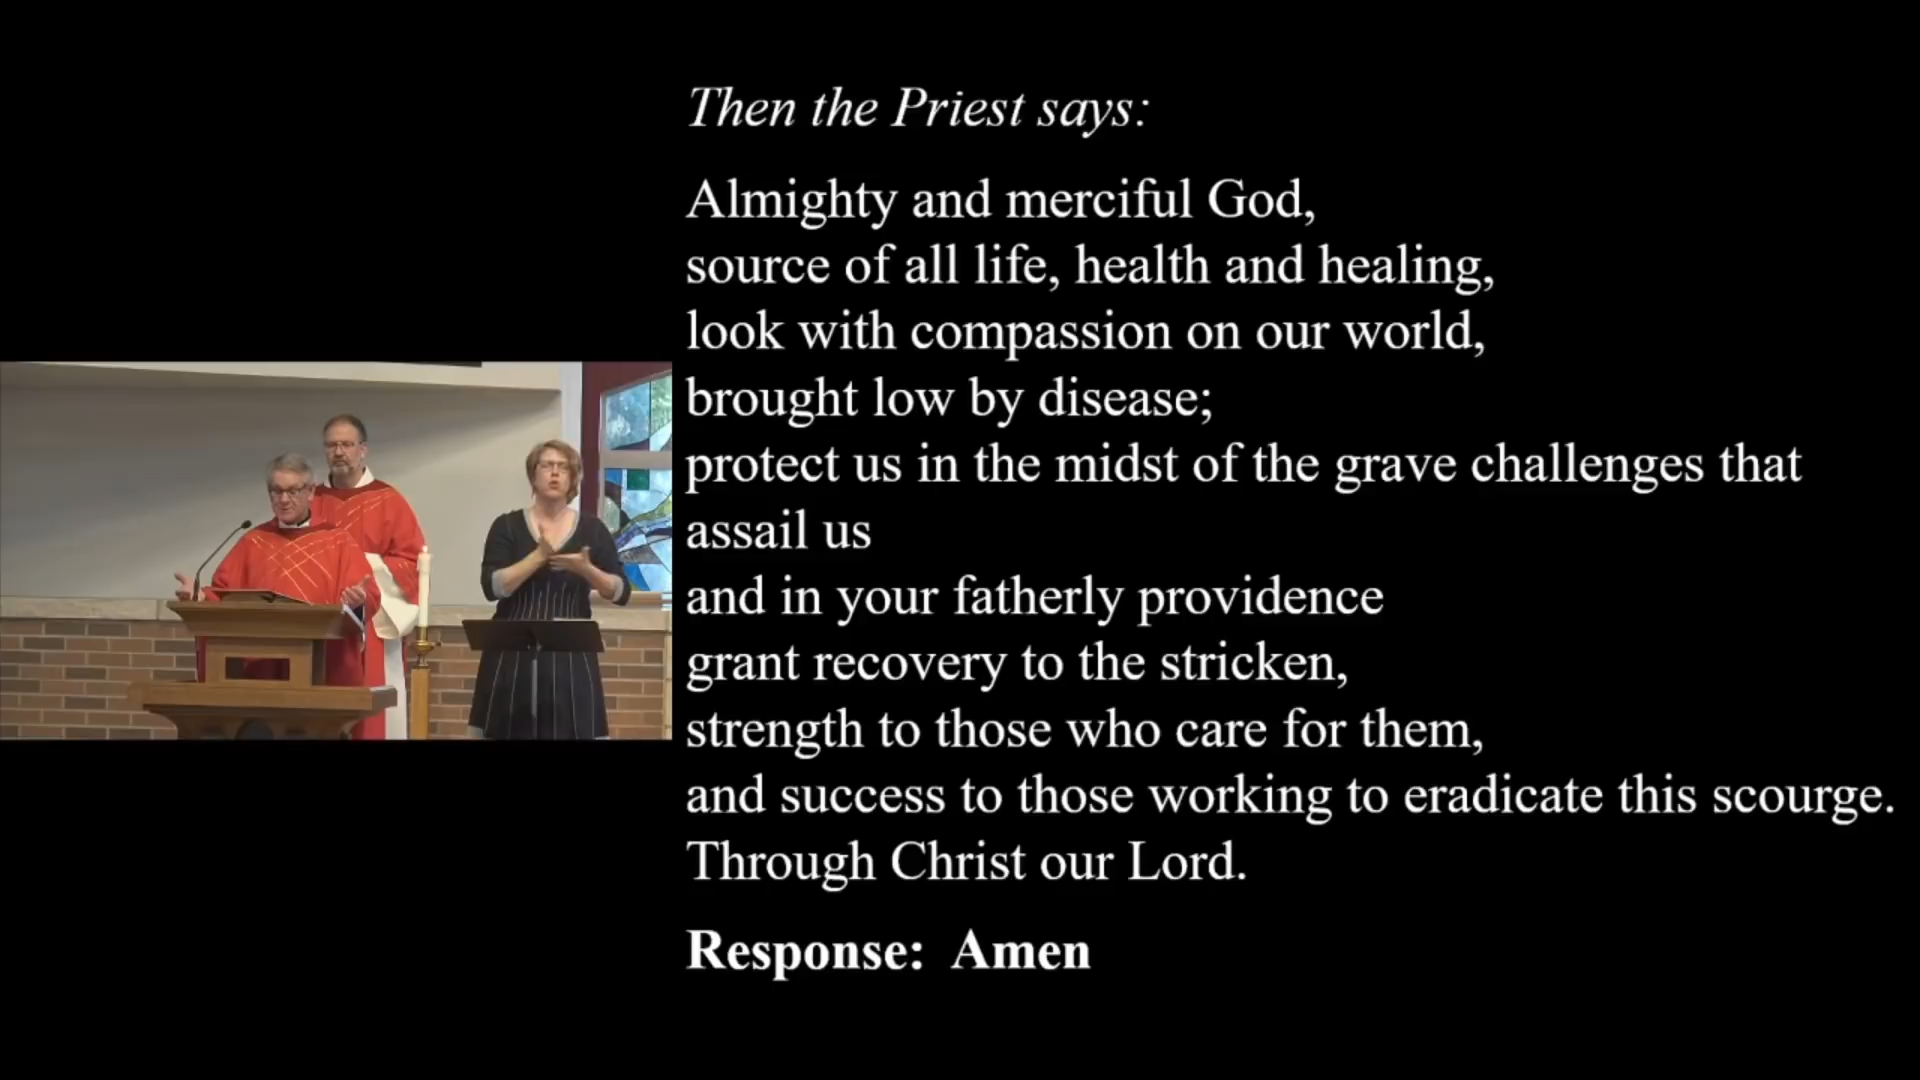 Then the Priest says:
Almighty and merciful God,
source of all life, health and healing,
look with compassion on our world,
brought low by disease;
protect us in the midst of the grave challenges that
assail us
and in your fatherly providence
grant recovery to the stricken,
strength to those who care for them,
and success to those working to eradicate this scourge.
Through Christ our Lord.
Response: Amen